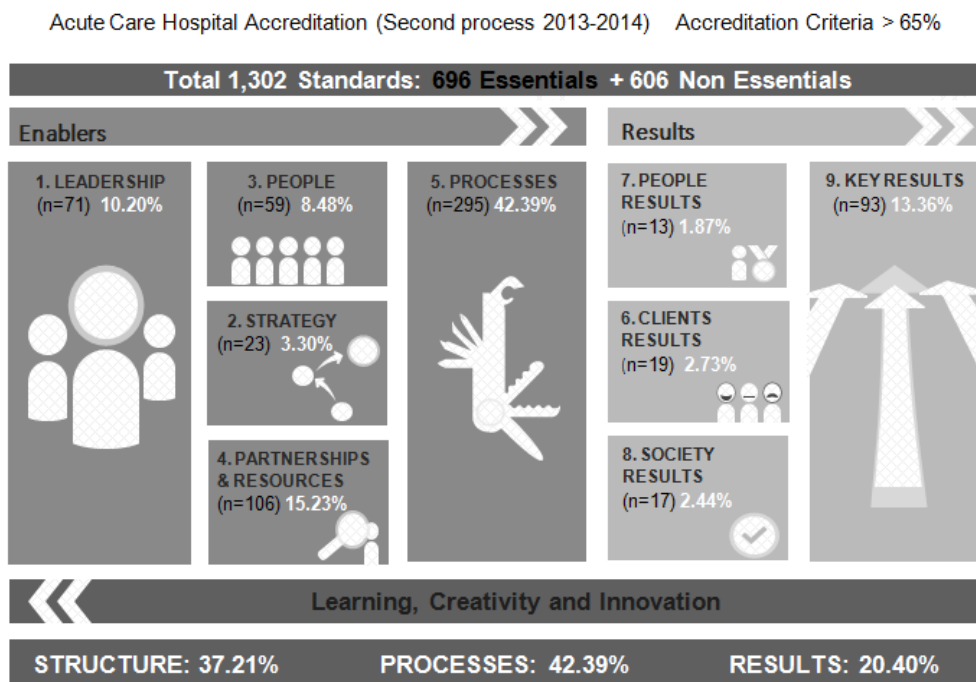 Acute Care Hospital Accreditation (Second process 2013-2014) Accreditation Criteria > 65%
Total 1,302 Standards: 696 Essentials + 606 Non Essentials
Enablers
Results
1. LEADERSHIP
(n=71) 10.20%
3. PEOPLE
(n=59) 8.48%
2. STRATEGY
(n=23) 3.30%
4. PARTNERSHIPS
& RESOURCES
(n=106) 15.23%
5. PROCESSES
(n=295) 42.39%
7. PEOPLE
RESULTS
(n=13) 1.87%
6. CLIENTS
RESULTS
(n=19) 2.73%
8. SOCIETY
RESULTS
(n=17) 2.44%
9. KEY RESULTS
(n=93) 13.36%
Learning, Creativity and Innovation
STRUCTURE: 37.21% PROCESSES: 42.39% RESULTS: 20.40%